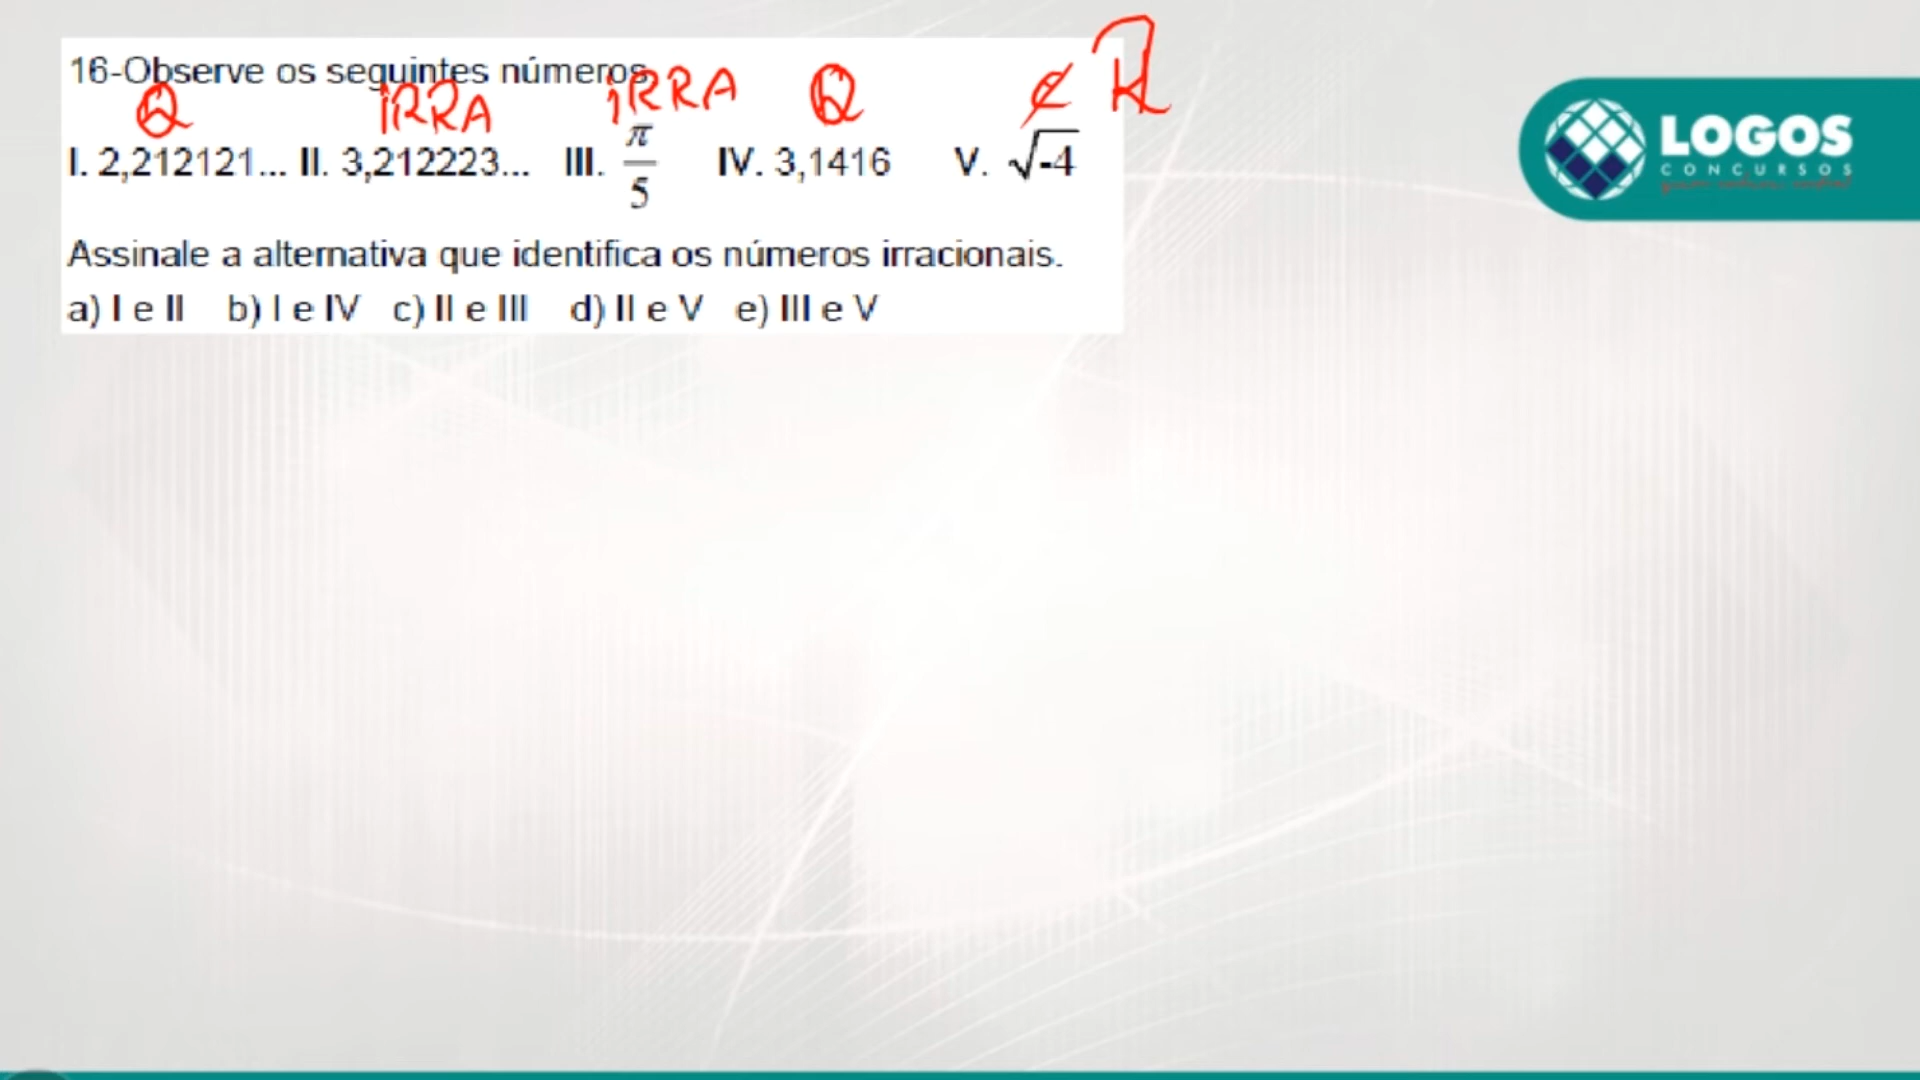 16-Observe os seguintes números
Q IRRA IRRA Q ∉ R
I. 2,212121... II. 3,212223... III. π/5 IV. 3,1416 V. √-4
Assinale a alternativa que identifica os números irracionais.
a) I e II b) I e IV c) II e III d) II e V e) III e V
LOGOS
CONCURSOS